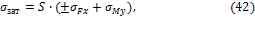 σзат = S · (±σFx + σMy), (42)